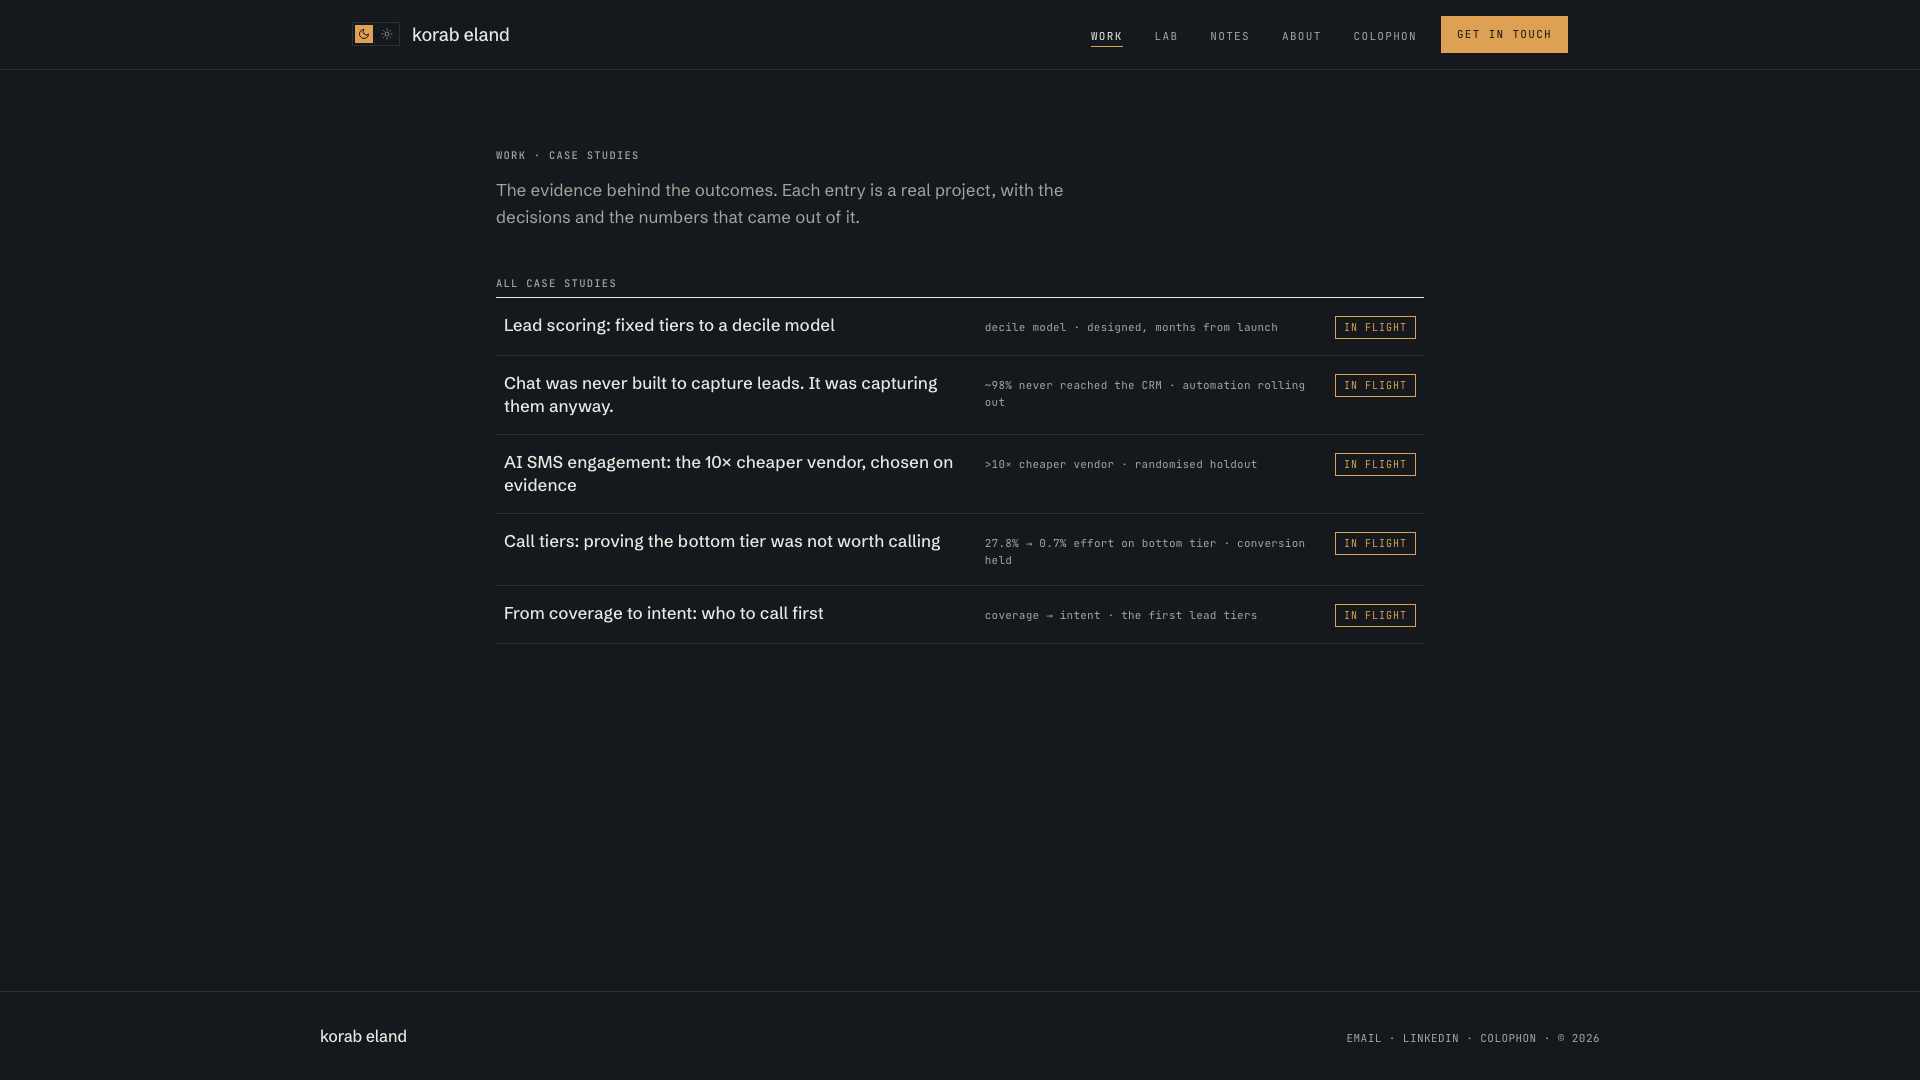 korab eland
WORK LAB NOTES ABOUT COLOPHON GET IN TOUCH
WORK · CASE STUDIES
The evidence behind the outcomes. Each entry is a real project, with the
decisions and the numbers that came out of it.
ALL CASE STUDIES
Lead scoring: fixed tiers to a decile model
decile model · designed, months from launch
IN FLIGHT
Chat was never built to capture leads. It was capturing
them anyway.
~98% never reached the CRM · automation rolling
out
IN FLIGHT
AI SMS engagement: the 10× cheaper vendor, chosen on
evidence
>10× cheaper vendor · randomised holdout
IN FLIGHT
Call tiers: proving the bottom tier was not worth calling
27.8% → 0.7% effort on bottom tier · conversion
held
IN FLIGHT
From coverage to intent: who to call first
coverage → intent · the first lead tiers
IN FLIGHT
korab eland
EMAIL · LINKEDIN · COLOPHON · © 2026